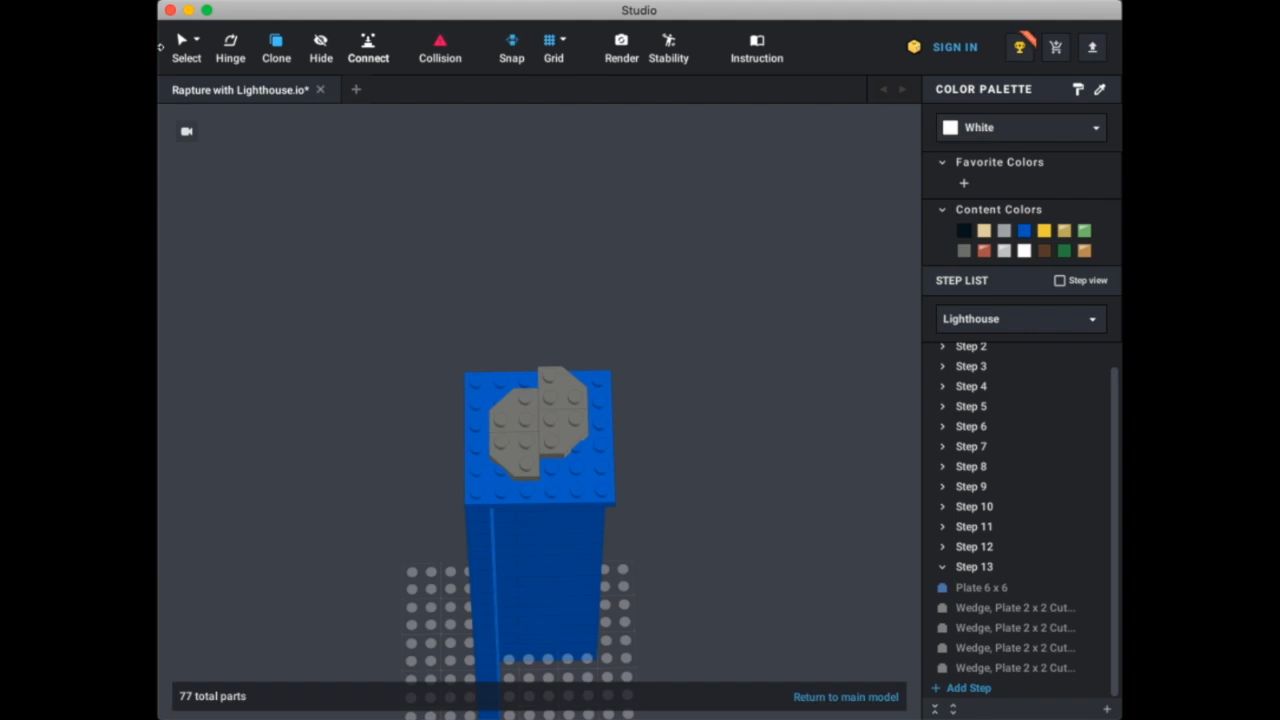 Studio
Select
Hinge
Clone
Hide
Connect
Collision
Snap
Grid
Render
Stability
Instruction
SIGN IN
Rapture with Lighthouse.io*
COLOR PALETTE
White
Favorite Colors
Content Colors
STEP LIST
Step view
Lighthouse
Step 2
Step 3
Step 4
Step 5
Step 6
Step 7
Step 8
Step 9
Step 10
Step 11
Step 12
Step 13
Plate 6 x 6
Wedge, Plate 2 x 2 Cut...
Wedge, Plate 2 x 2 Cut...
Wedge, Plate 2 x 2 Cut...
Wedge, Plate 2 x 2 Cut...
+ Add Step
77 total parts
Return to main model